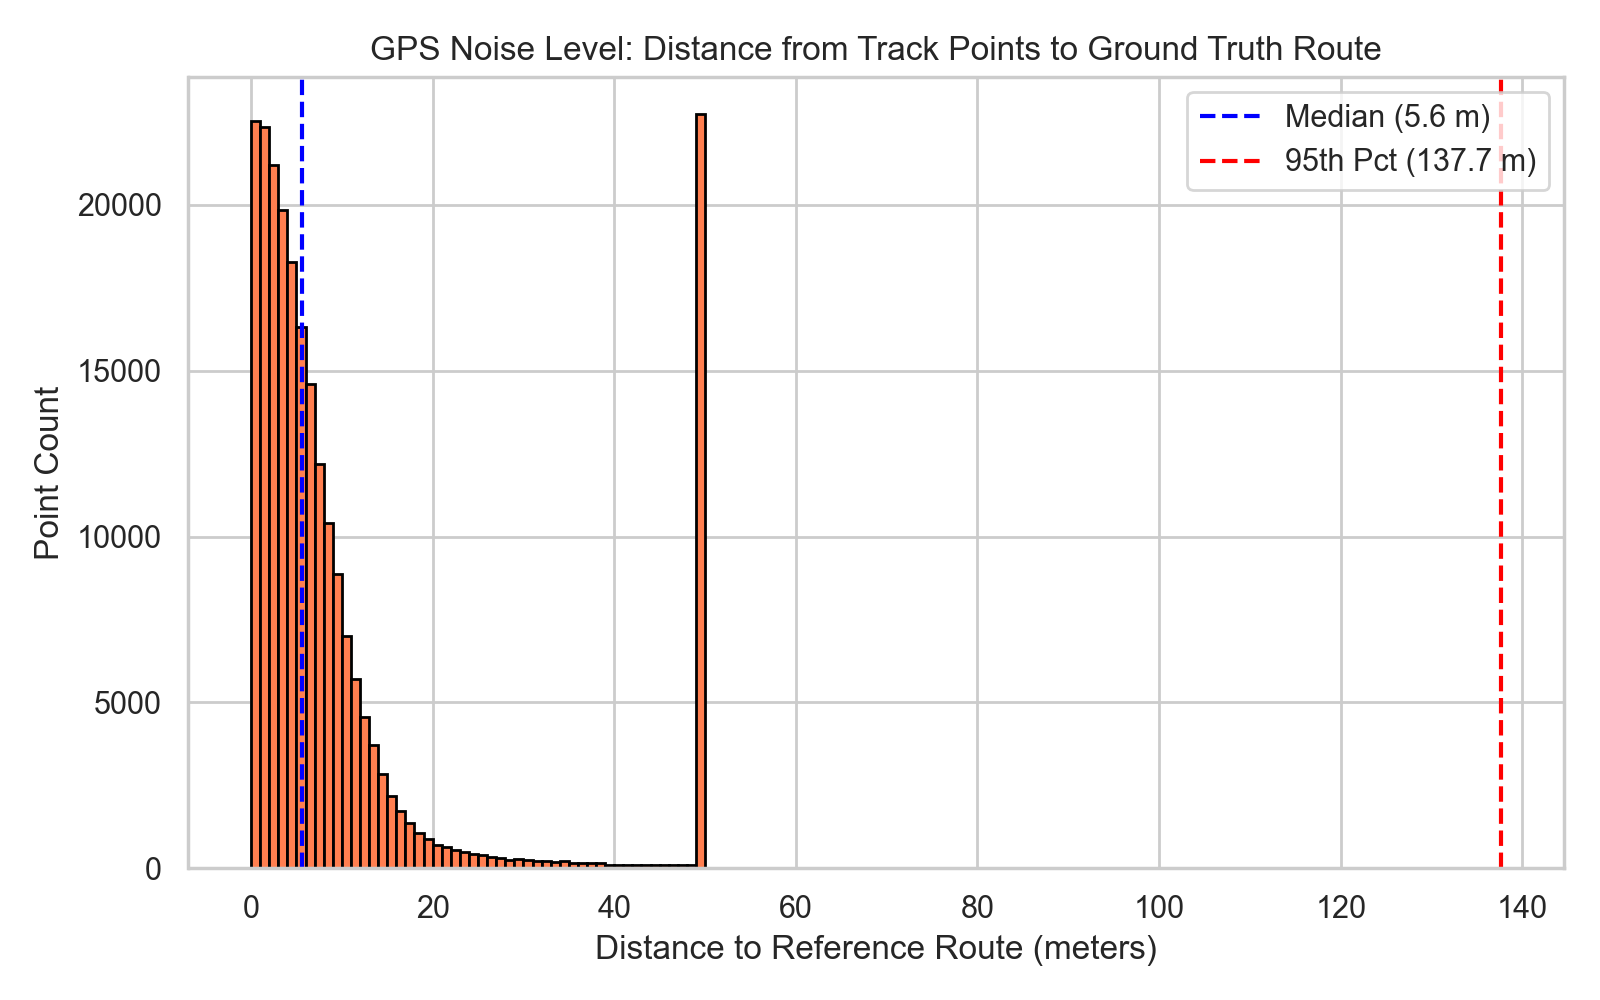 GPS Noise Level: Distance from Track Points to Ground Truth Route
Median (5.6 m)
95th Pct (137.7 m)
Point Count
20000
15000
10000
5000
0
0 20 40 60 80 100 120 140
Distance to Reference Route (meters)